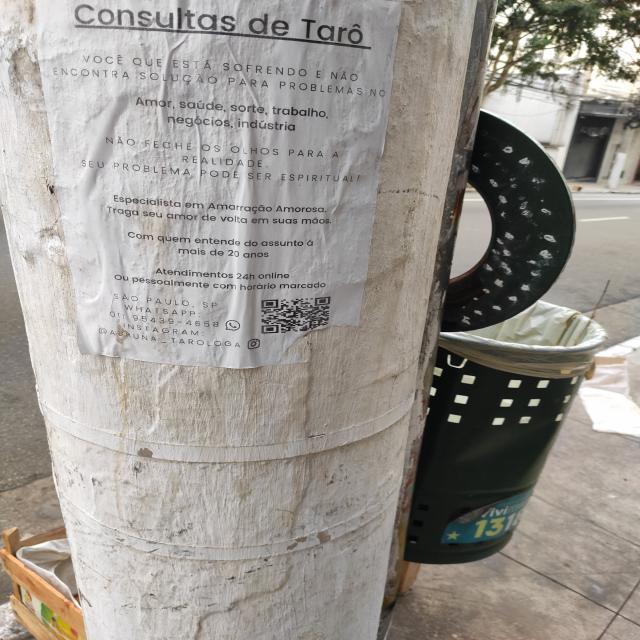 Consultas de Tarô
VOCÊ QUE ESTÁ SOFRENDO E NÃO
ENCONTRA SOLUÇÃO PARA PROBLEMAS NO
Amor, saúde, sorte, trabalho,
negócios, indústria
NÃO FECHE OS OLHOS PARA A
REALIDADE.
SEU PROBLEMA PODE SER ESPIRITUAL!
Especialista em Amarração Amorosa.
Traga seu amor de volta em suas mãos.
Com quem entende do assunto á
mais de 20 anos
Atendimentos 24h online
Ou pessoalmente com horário marcado
SÃO PAULO, SP
WHATSAPP:
INSTAGRAM
TAROLOGA
131